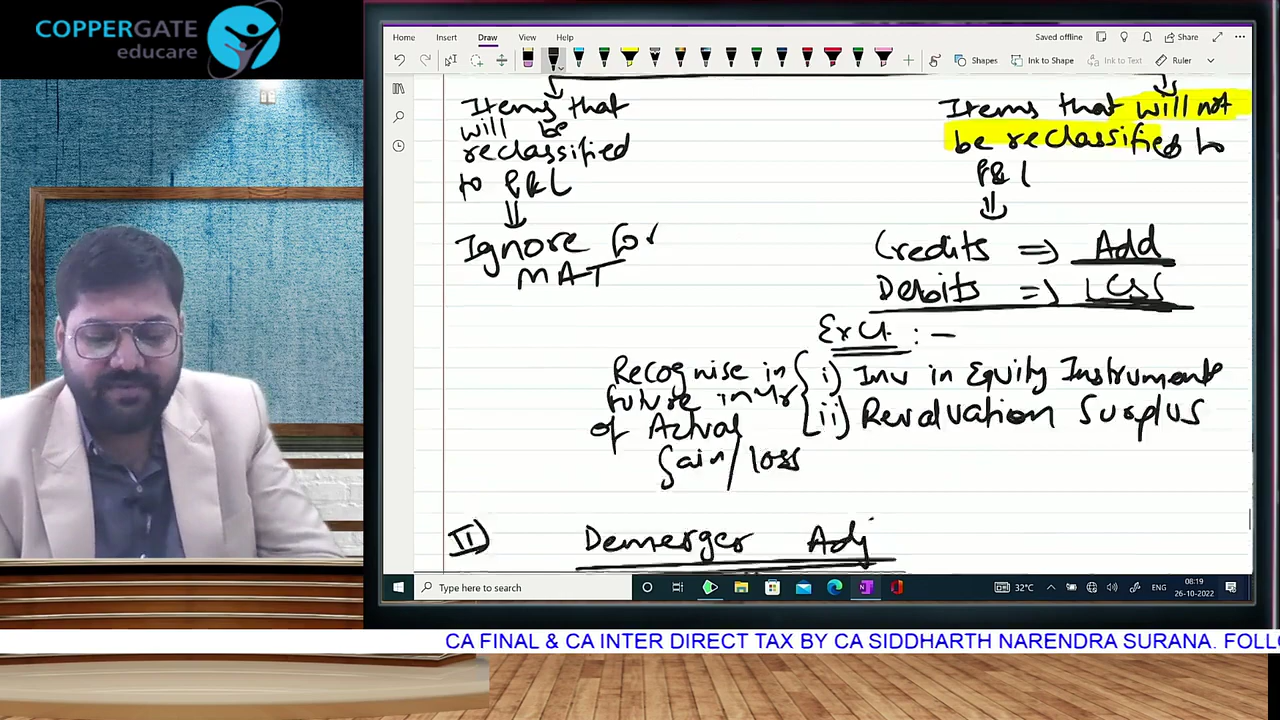 COPPERGATE
educare
Home Insert Draw View Help
Saved offline
Share
Shapes
Ink to Shape
Ink to Text
Ruler
Items that
will be
reclassified
to P&L
Ignore for
MAT
Items that will not
be reclassified to
P&L
Credits => Add
Debits => Less
Exct. :-
i) Inv in Equity Instruments
ii) Revaluation Surplus
Recognise in
future in Yr
of Actual
Gain/loss
II) Demerger Adj
Type here to search
32°C
ENG
08:19
26-10-2022
CA FINAL & CA INTER DIRECT TAX BY CA SIDDHARTH NARENDRA SURANA. FOLL